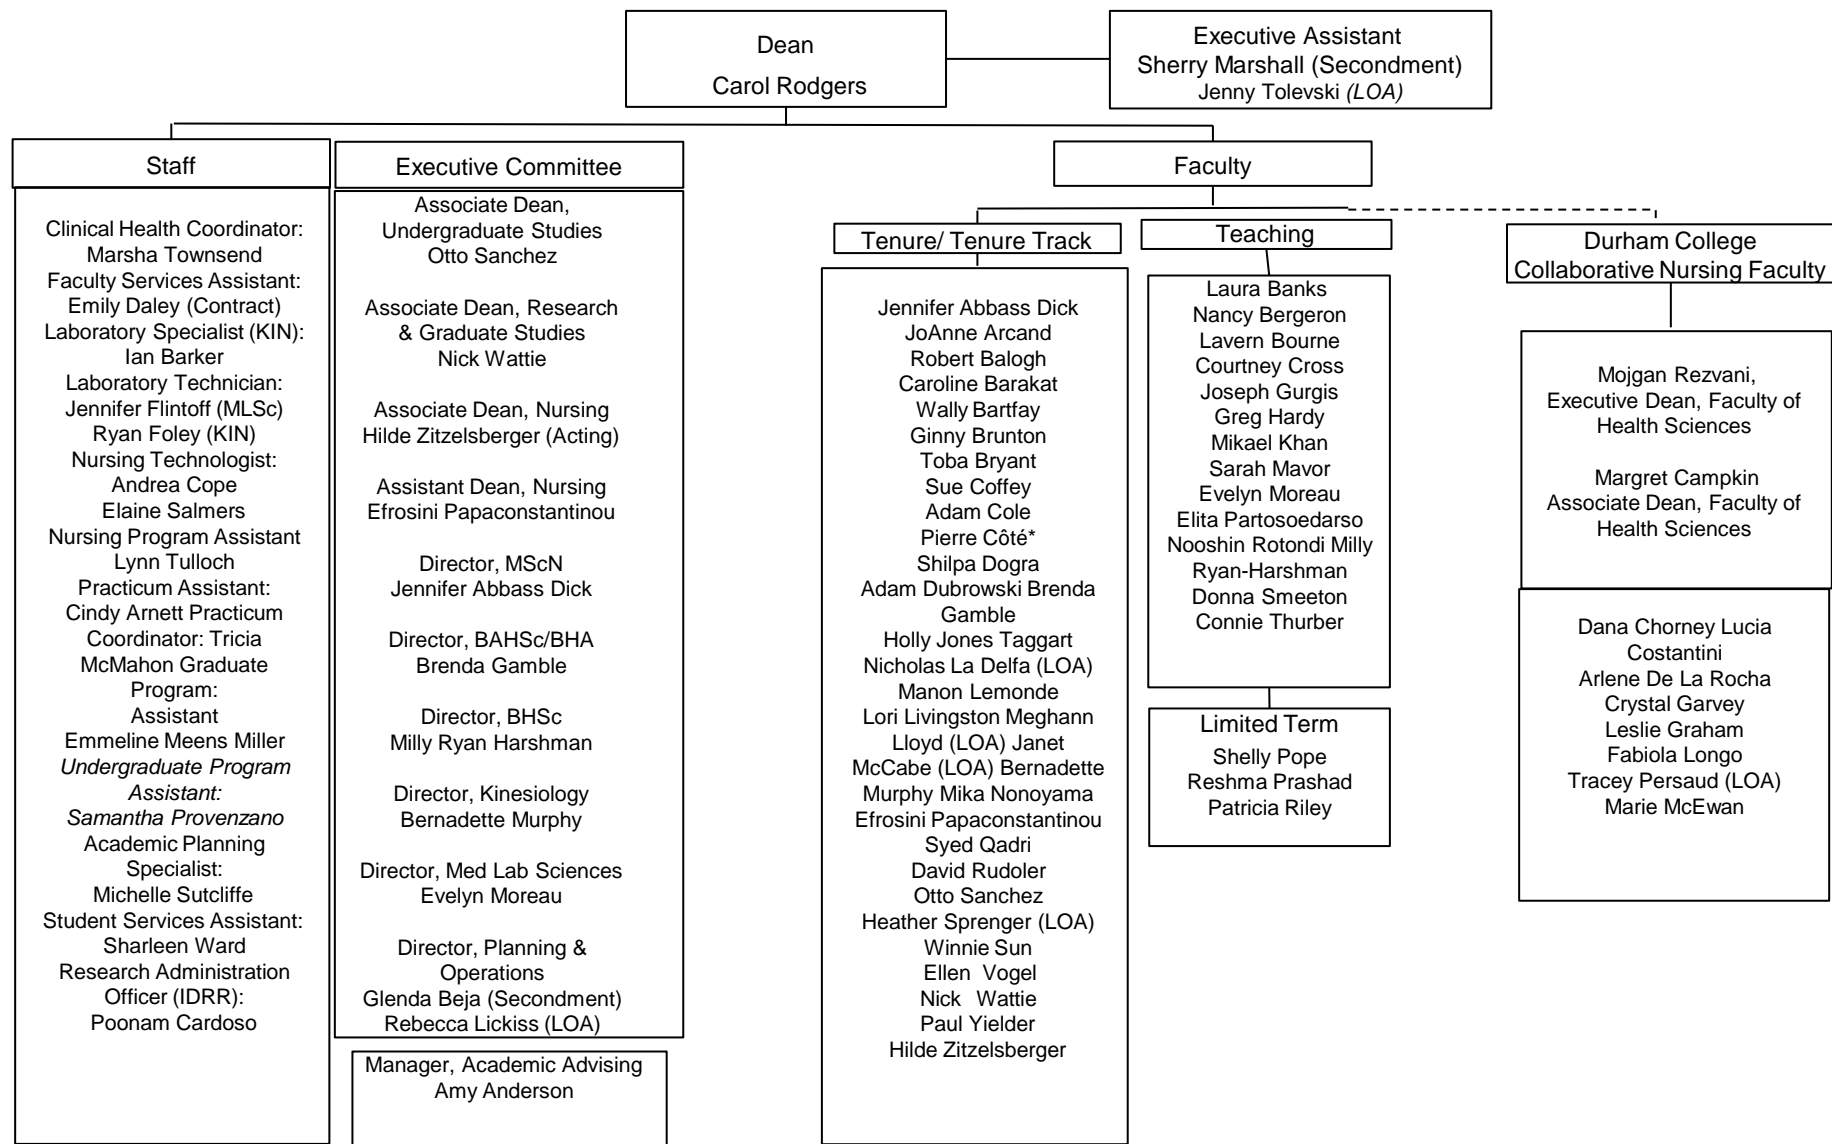 Dean
Carol Rodgers
Executive Assistant
Sherry Marshall (Secondment)
Jenny Tolevski (LOA)
Staff
Clinical Health Coordinator:
Marsha Townsend
Faculty Services Assistant:
Emily Daley (Contract)
Laboratory Specialist (KIN):
Ian Barker
Laboratory Technician:
Jennifer Flintoff (MLSc)
Ryan Foley (KIN)
Nursing Technologist:
Andrea Cope
Elaine Salmers
Nursing Program Assistant
Lynn Tulloch
Practicum Assistant:
Cindy Arnett Practicum
Coordinator: Tricia
McMahon Graduate
Program:
Assistant
Emmeline Meens Miller
Undergraduate Program
Assistant:
Samantha Provenzano
Academic Planning
Specialist:
Michelle Sutcliffe
Student Services Assistant:
Sharleen Ward
Research Administration
Officer (IDRR):
Poonam Cardoso
Executive Committee
Associate Dean,
Undergraduate Studies
Otto Sanchez
Associate Dean, Research
& Graduate Studies
Nick Wattie
Associate Dean, Nursing
Hilde Zitzelsberger (Acting)
Assistant Dean, Nursing
Efrosini Papaconstantinou
Director, MScN
Jennifer Abbass Dick
Director, BAHSc/BHA
Brenda Gamble
Director, BHSc
Milly Ryan Harshman
Director, Kinesiology
Bernadette Murphy
Director, Med Lab Sciences
Evelyn Moreau
Director, Planning &
Operations
Glenda Beja (Secondment)
Rebecca Lickiss (LOA)
Manager, Academic Advising
Amy Anderson
Faculty
Tenure/ Tenure Track
Jennifer Abbass Dick
JoAnne Arcand
Robert Balogh
Caroline Barakat
Wally Bartfay
Ginny Brunton
Toba Bryant
Sue Coffey
Adam Cole
Pierre Côté*
Shilpa Dogra
Adam Dubrowski Brenda
Gamble
Holly Jones Taggart
Nicholas La Delfa (LOA)
Manon Lemonde
Lori Livingston Meghann
Lloyd (LOA) Janet
McCabe (LOA) Bernadette
Murphy Mika Nonoyama
Efrosini Papaconstantinou
Syed Qadri
David Rudoler
Otto Sanchez
Heather Sprenger (LOA)
Winnie Sun
Ellen Vogel
Nick Wattie
Paul Yielder
Hilde Zitzelsberger
Teaching
Laura Banks
Nancy Bergeron
Lavern Bourne
Courtney Cross
Joseph Gurgis
Greg Hardy
Mikael Khan
Sarah Mavor
Evelyn Moreau
Elita Partosoedarso
Nooshin Rotondi Milly
Ryan-Harshman
Donna Smeeton
Connie Thurber
Limited Term
Shelly Pope
Reshma Prashad
Patricia Riley
Durham College
Collaborative Nursing Faculty
Mojgan Rezvani,
Executive Dean, Faculty of
Health Sciences
Margret Campkin
Associate Dean, Faculty of
Health Sciences
Dana Chorney Lucia
Costantini
Arlene De La Rocha
Crystal Garvey
Leslie Graham
Fabiola Longo
Tracey Persaud (LOA)
Marie McEwan